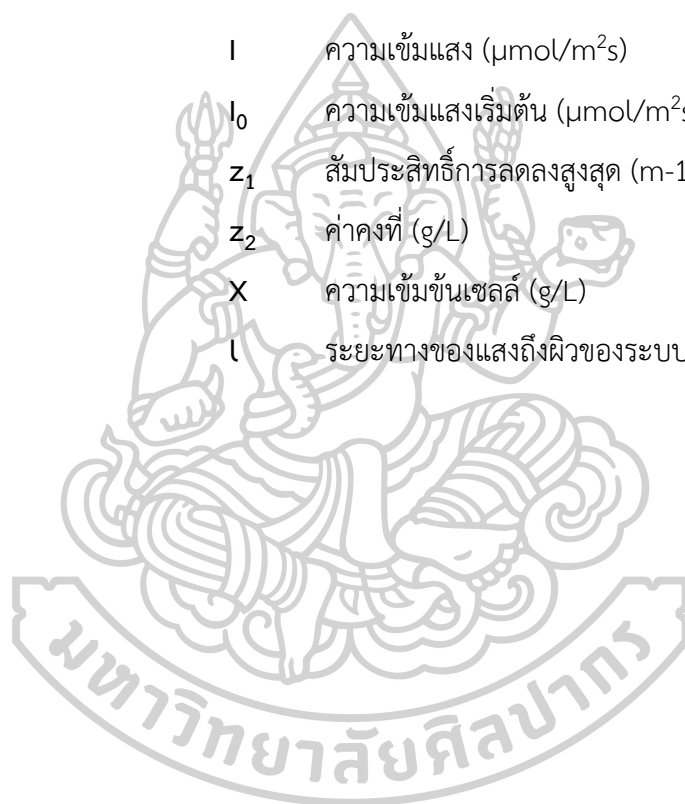 I ความเข้มแสง (μmol/m²s)
I₀ ความเข้มแสงเริ่มต้น (μmol/m²s
z₁ สัมประสิทธิ์การลดลงสูงสุด (m-1
z₂ ค่าคงที่ (g/L)
X ความเข้มข้นเซลล์ (g/L)
l ระยะทางของแสงถึงผิวของระบบ
มหาวิทยาลัยศิลปากร